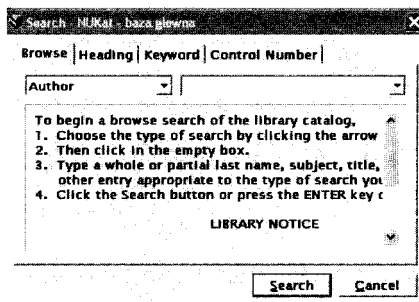 Search - NUKat - baza główna
Browse Heading Keyword Control Number
Author
To begin a browse search of the library catalog,
1. Choose the type of search by clicking the arrow
2. Then click in the empty box.
3. Type a whole or partial last name, subject, title,
other entry appropriate to the type of search you
4. Click the Search button or press the ENTER key
LIBRARY NOTICE
Search Cancel